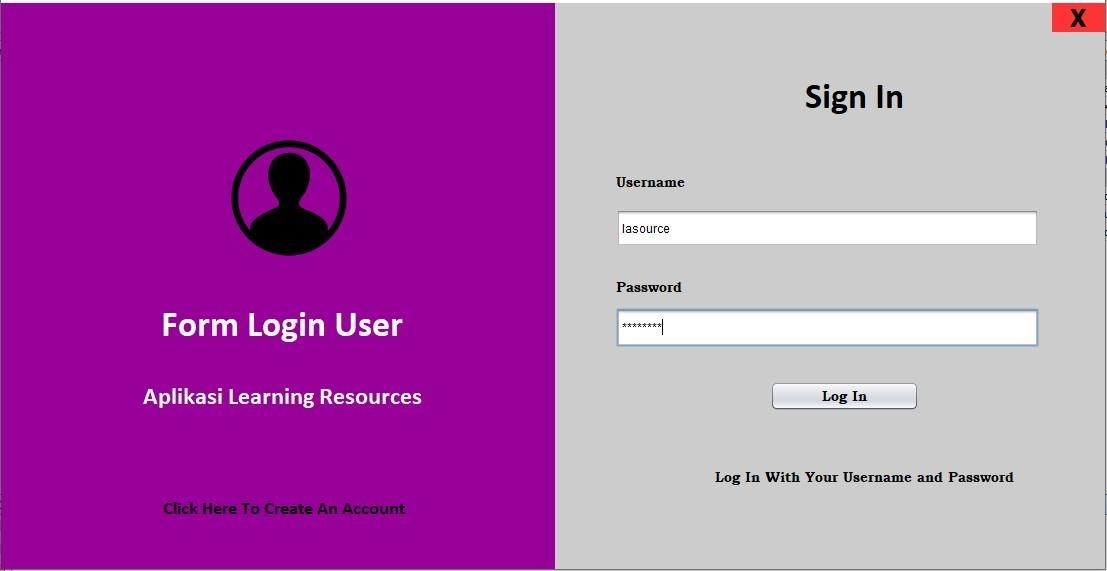 Form Login User
Aplikasi Learning Resources
Click Here To Create An Account
X
Sign In
Username
lasource
Password
********
Log In
Log In With Your Username and Password